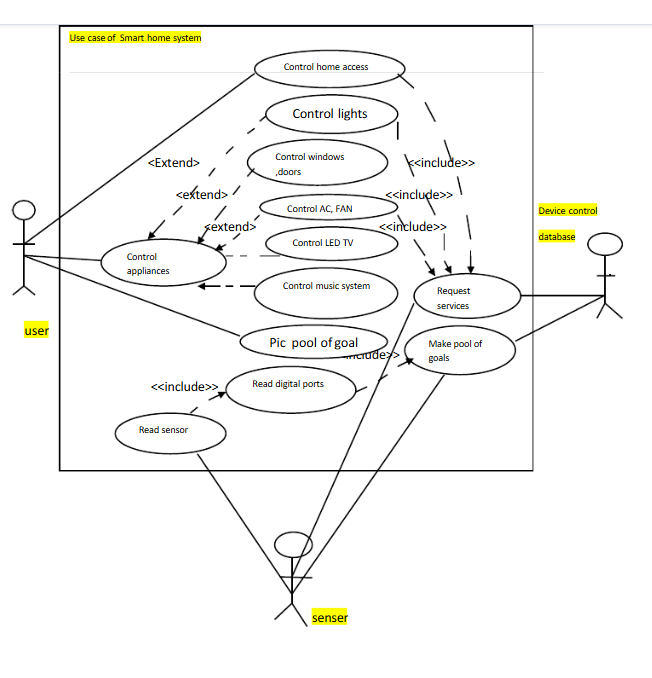 Use case of Smart home system
Control home access
Control lights
<Extend>
Control windows
,doors
<<include>>
<extend>
<<include>>
Control AC, FAN
Device control
<extend>
<<include>>
database
Control LED TV
Control
appliances
Control music system
Request
services
user
Pic pool of goal
Make pool of
goals
include>>
Read digital ports
<<include>>
Read sensor
senser